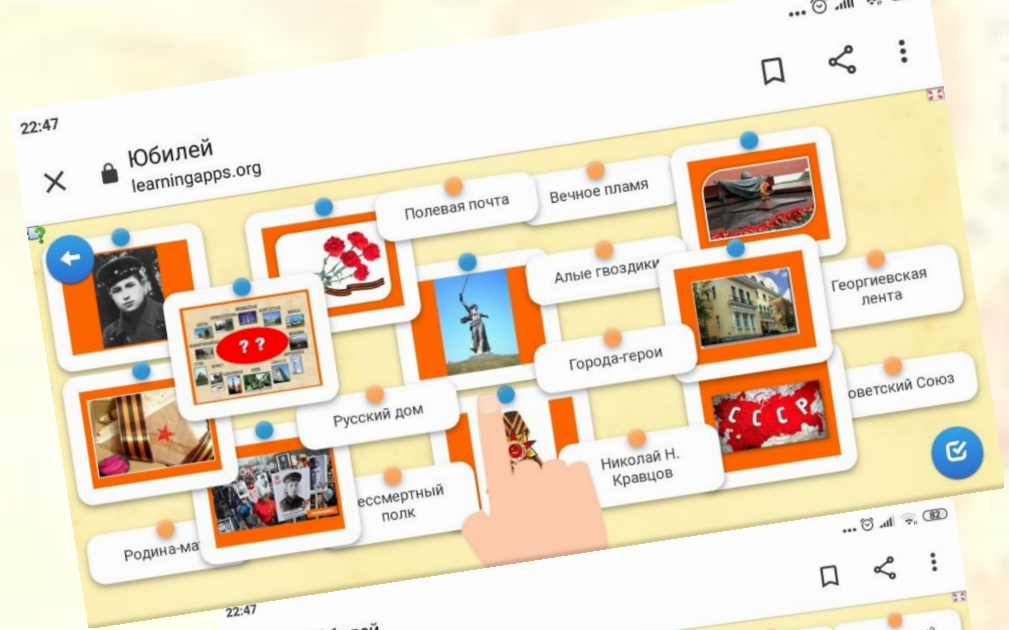 22:47
Юбилей
learningapps.org
Полевая почта
Вечное пламя
Алые гвоздики
Георгиевская
лента
? ?
Города-герои
Русский дом
СССР
оветский Союз
Николай Н.
Кравцов
ессмертный
полк
Родина-ма
82
22:47